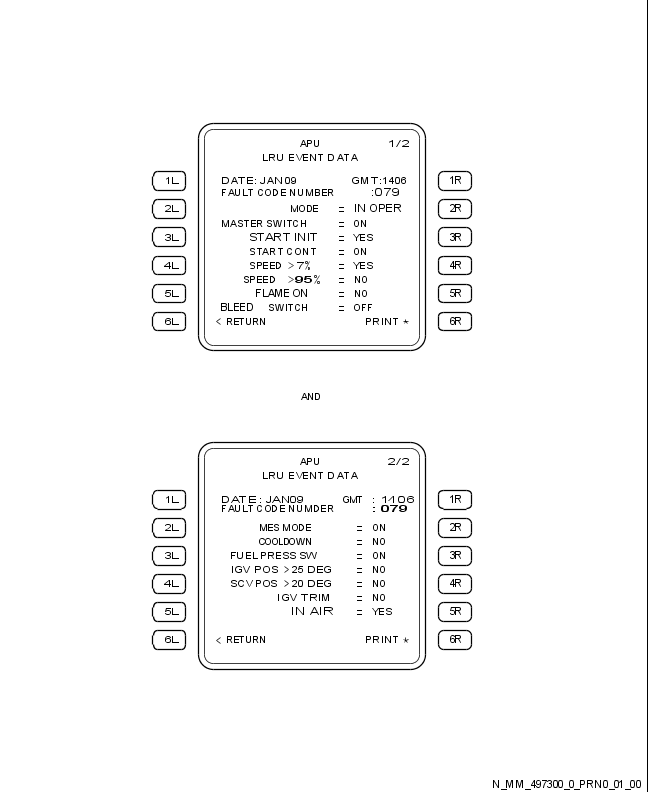 APU 1/2
LRU EVENT DATA
1L DATE: JAN09 GMT:1406 1R
FAULT CODE NUMBER :079
2L MODE = IN OPER 2R
MASTER SWITCH = ON
3L START INIT = YES 3R
START CONT = ON
4L SPEED >7% = YES 4R
SPEED >95% = NO
5L FLAME ON = NO 5R
BLEED SWITCH = OFF
6L < RETURN PRINT * 6R
AND
APU 2/2
LRU EVENT DATA
1L DATE: JAN09 GMT : 1406 1R
FAULT CODE NUMDER : 079
2L MES MODE = ON 2R
COOLDOWN = NO
3L FUEL PRESS SW = ON 3R
IGV POS >25 DEG = NO
4L SCV POS >20 DEG = NO 4R
IGV TRIM = NO
5L IN AIR = YES 5R
6L < RETURN PRINT * 6R
N_MM_497300_0_PRN0_01_00